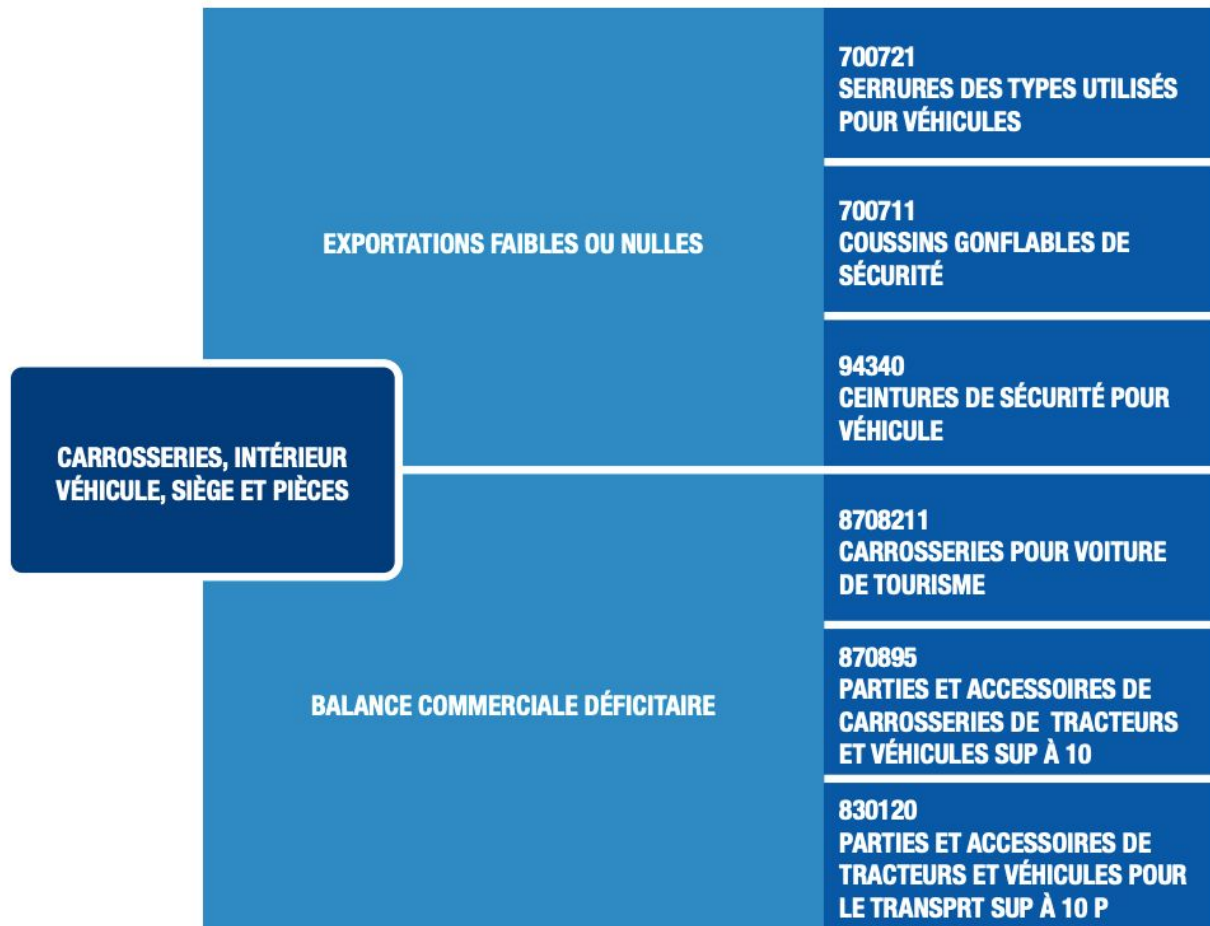 CARROSSERIES, INTÉRIEUR
VÉHICULE, SIÈGE ET PIÈCES
EXPORTATIONS FAIBLES OU NULLES
700721
SERRURES DES TYPES UTILISÉS
POUR VÉHICULES
700711
COUSSINS GONFLABLES DE
SÉCURITÉ
94340
CEINTURES DE SÉCURITÉ POUR
VÉHICULE
BALANCE COMMERCIALE DÉFICITAIRE
8708211
CARROSSERIES POUR VOITURE
DE TOURISME
870895
PARTIES ET ACCESSOIRES DE
CARROSSERIES DE TRACTEURS
ET VÉHICULES SUP À 10
830120
PARTIES ET ACCESSOIRES DE
TRACTEURS ET VÉHICULES POUR
LE TRANSPRT SUP À 10 P